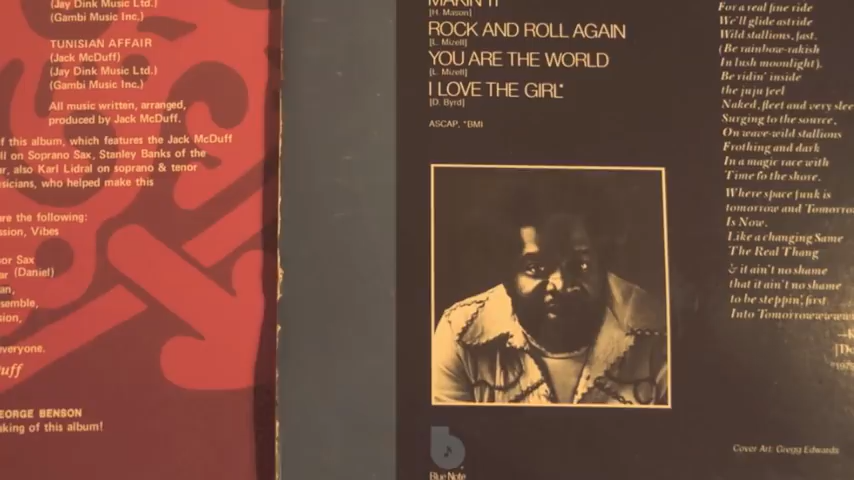 (Jay Dink Music Ltd.)
(Gambi Music Inc.)
TUNISIAN AFFAIR
(Jack McDuff)
(Jay Dink Music Ltd.)
(Gambi Music Inc.)
All music written, arranged,
produced by Jack McDuff.
of this album, which features the Jack McDuff
ll on Soprano Sax, Stanley Banks of the
also Karl Lidral on soprano & tenor
sicians, who helped make this
are the following:
ssion, Vibes
or Sax
ar (Daniel)
an,
semble,
sion,
everyone.
uff
EORGE BENSON
aking of this album!
MAKIN' IT
[H. Mason]
ROCK AND ROLL AGAIN
[L. Mizell]
YOU ARE THE WORLD
[L. Mizell]
I LOVE THE GIRL*
[D. Byrd]
ASCAP, *BMI
b
Blue Note
For a real fine ride
We'll glide astride
Wild stallions, fast.
(Be rainbow-rakish
In lush moonlight).
Be ridin' inside
the juju feel
Naked, fleet and very slee
Surging to the source,
On wave-wild stallions
Frothing and dark
In a magic race with
Time to the shore.
Where space funk is
tomorrow and Tomorro
Is Now.
Like a changing Same
The Real Thang
& it ain't no shame
that it ain't no shame
to be steppin', first
Into Tomorrowwwwww
Cover Art: Gregg Edwards